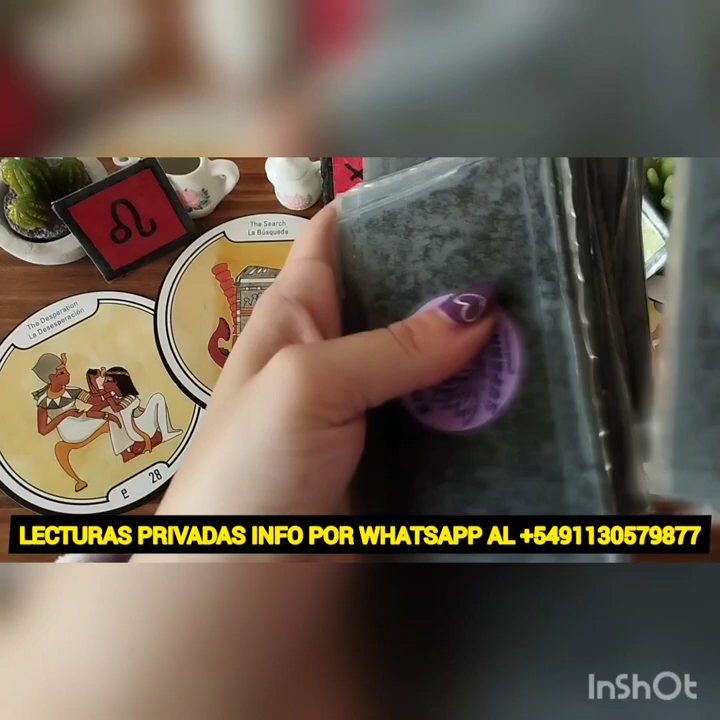 The Search
La Búsqueda
The Desperation
La Desesperación
28
LECTURAS PRIVADAS INFO POR WHATSAPP AL +5491130579877
InShOt